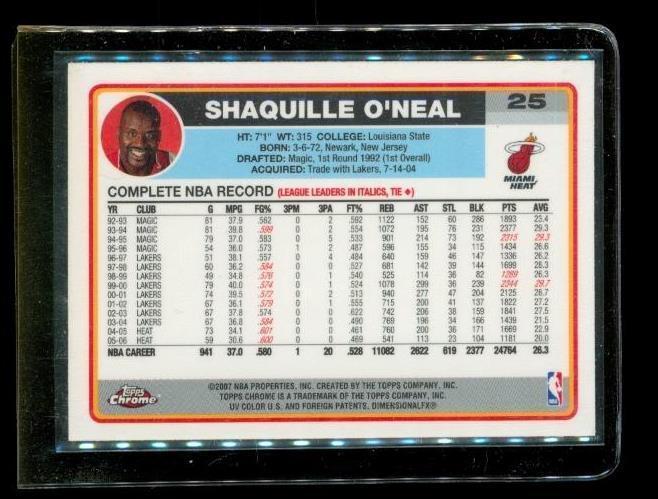 SHAQUILLE O'NEAL 25
HT: 7'1" WT: 315 COLLEGE: Louisiana State
BORN: 3-6-72, Newark, New Jersey
DRAFTED: Magic, 1st Round 1992 (1st Overall)
ACQUIRED: Trade with Lakers, 7-14-04
MIAMI
HEAT
COMPLETE NBA RECORD (LEAGUE LEADERS IN ITALICS, TIE ♦)
YR CLUB G MPG FG% 3PM 3PA FT% REB AST STL BLK PTS AVG
92-93 MAGIC 81 37.9 .562 0 2 .592 1122 152 60 286 1893 23.4
93-94 MAGIC 81 39.8 .599 0 2 .554 1072 195 76 231 2377 29.3
94-95 MAGIC 79 37.0 .583 0 5 .533 901 214 73 192 2315 29.3
95-96 MAGIC 54 36.0 .573 1 2 .487 596 155 34 115 1434 26.6
96-97 LAKERS 51 38.1 .557 0 4 .484 640 159 46 147 1336 26.2
97-98 LAKERS 60 36.2 .584 0 0 .527 681 142 39 144 1699 28.3
98-99 LAKERS 49 34.8 .576 0 1 .540 525 114 36 82 1289 26.3
99-00 LAKERS 79 40.0 .574 0 1 .524 1078 299 36 239 2344 29.7
00-01 LAKERS 74 39.5 .572 0 2 .513 940 277 47 204 2125 28.7
01-02 LAKERS 67 36.1 .579 0 1 .555 715 200 41 137 1822 27.2
02-03 LAKERS 67 37.8 .574 0 0 .622 742 206 38 159 1841 27.5
03-04 LAKERS 67 36.8 .584 0 0 .490 769 196 34 166 1439 21.5
04-05 HEAT 73 34.1 .601 0 0 .461 760 200 36 171 1669 22.9
05-06 HEAT 59 30.6 .600 0 0 .469 541 113 23 104 1181 20.0
NBA CAREER 941 37.0 .580 1 20 .528 11082 2622 619 2377 24764 26.3
Topps
Chrome
©2007 NBA PROPERTIES, INC. CREATED BY THE TOPPS COMPANY, INC.
TOPPS CHROME IS A TRADEMARK OF THE TOPPS COMPANY, INC.
UV COLOR U.S. AND FOREIGN PATENTS, DIMENSIONALFX®
NBA